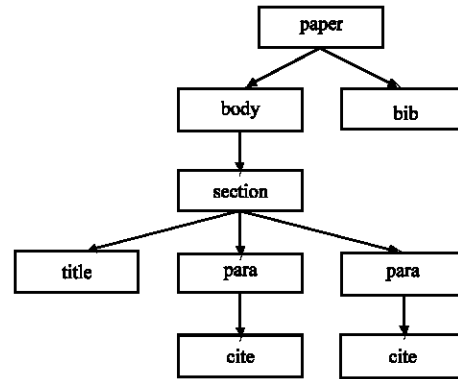 paper
body
bib
section
title
para
para
cite
cite